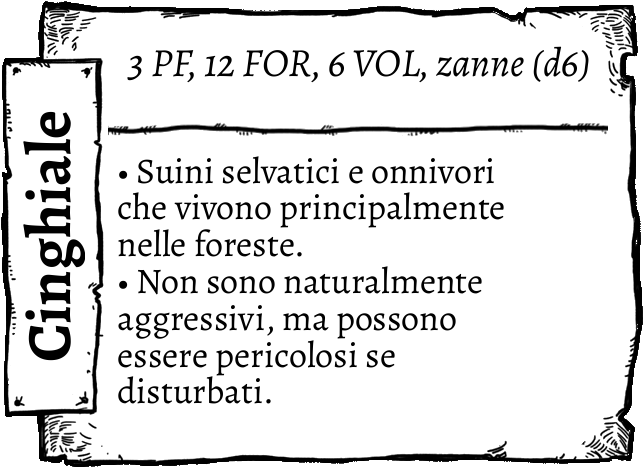 Cinghiale
3 PF, 12 FOR, 6 VOL, zanne (d6)
• Suini selvatici e onnivori
che vivono principalmente
nelle foreste.
• Non sono naturalmente
aggressivi, ma possono
essere pericolosi se
disturbati.